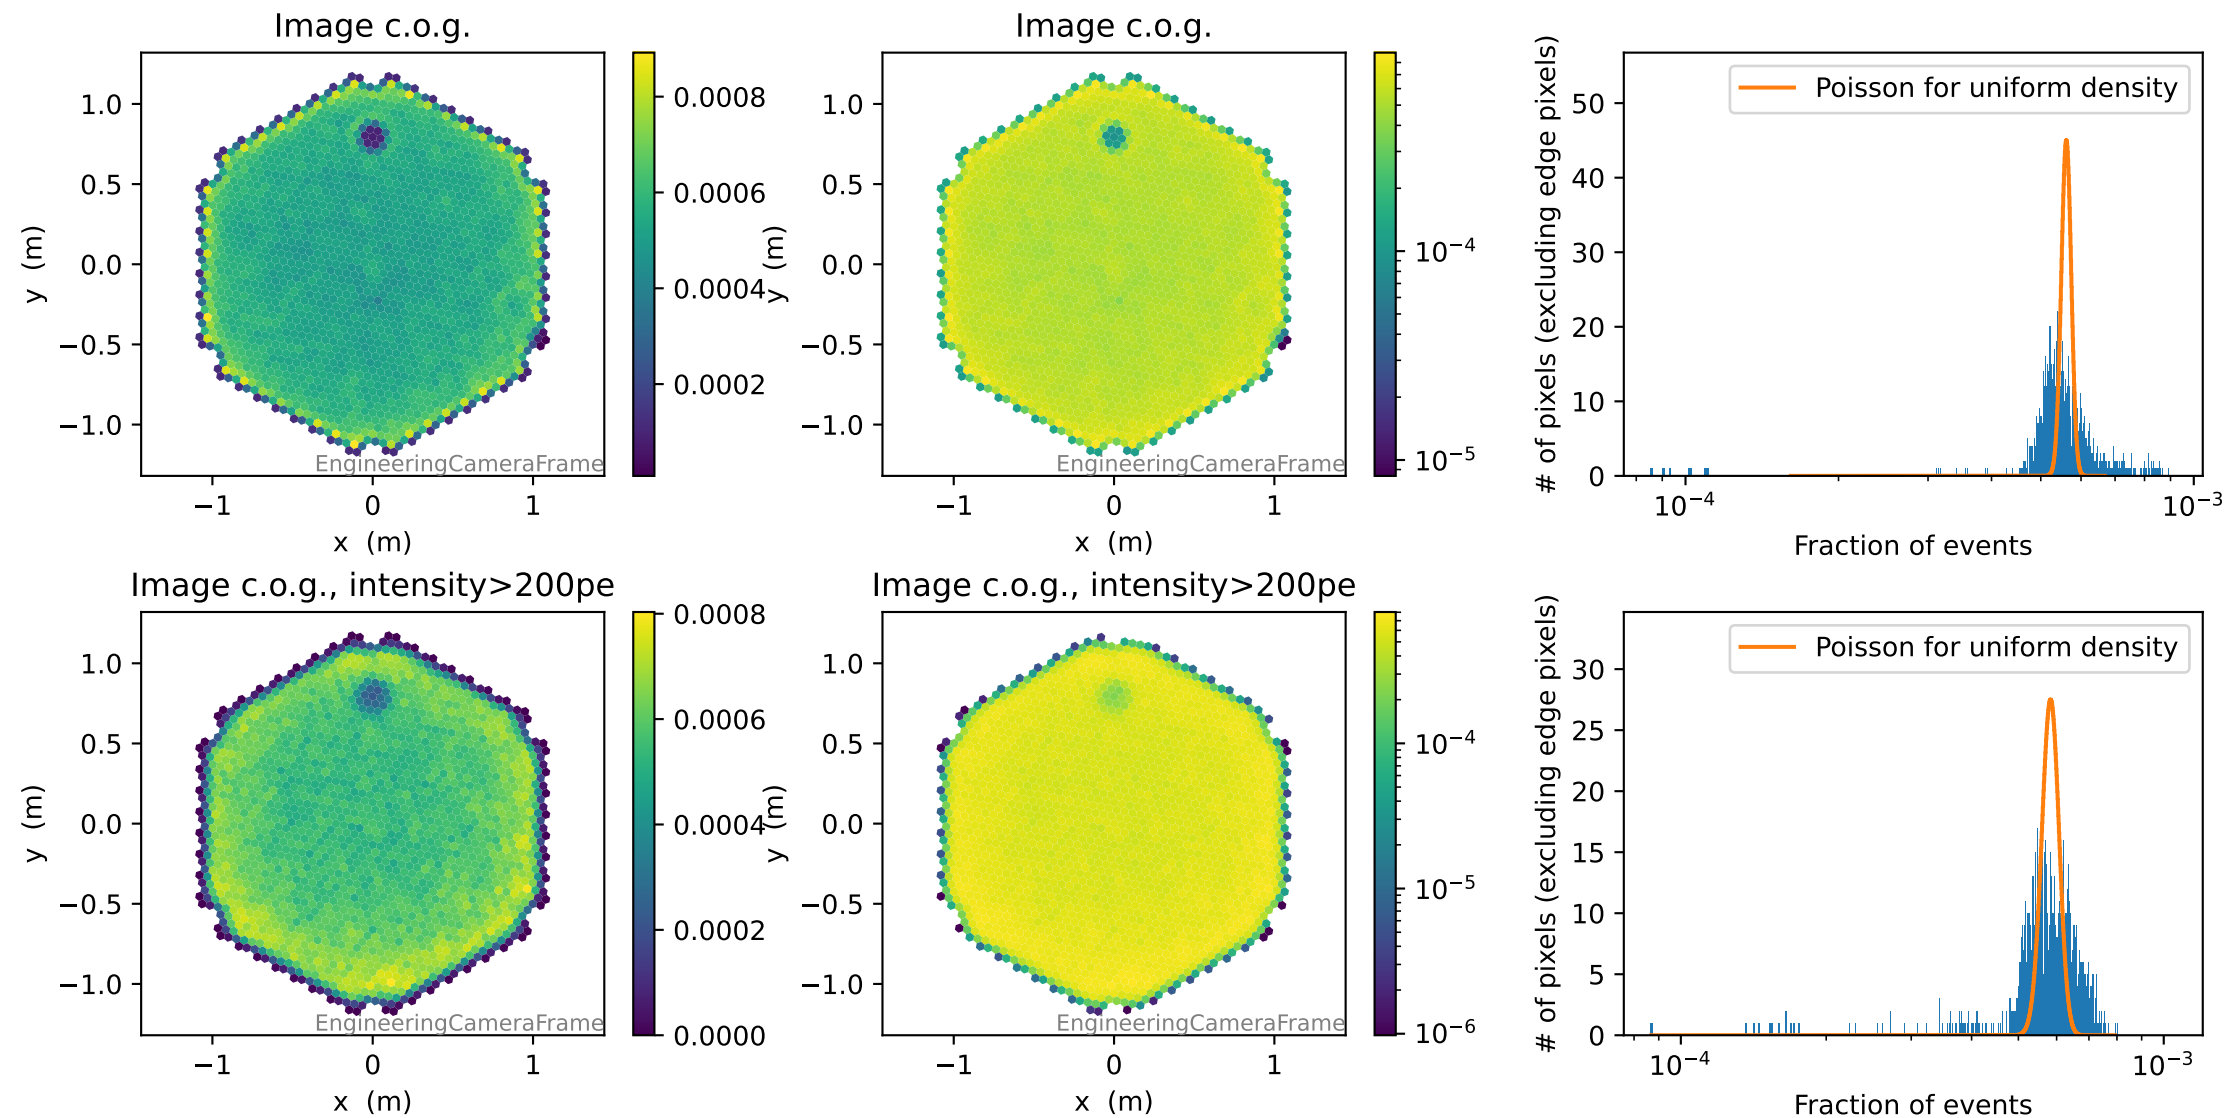 Image c.o.g.
y (m)
1.0
0.5
0.0
−0.5
−1.0
−1 0 1
x (m)
EngineeringCameraFrame
0.0008
0.0006
0.0004
0.0002
Image c.o.g.
y (m)
1.0
0.5
0.0
−0.5
−1.0
−1 0 1
x (m)
EngineeringCameraFrame
10⁻⁴
10⁻⁵
# of pixels (excluding edge pixels)
Poisson for uniform density
50
40
30
20
10
0
10⁻⁴ 10⁻³
Fraction of events
Image c.o.g., intensity>200pe
y (m)
1.0
0.5
0.0
−0.5
−1.0
−1 0 1
x (m)
EngineeringCameraFrame
0.0008
0.0006
0.0004
0.0002
0.0000
Image c.o.g., intensity>200pe
y (m)
1.0
0.5
0.0
−0.5
−1.0
−1 0 1
x (m)
EngineeringCameraFrame
10⁻⁴
10⁻⁵
10⁻⁶
# of pixels (excluding edge pixels)
Poisson for uniform density
30
25
20
15
10
5
0
10⁻⁴ 10⁻³
Fraction of events